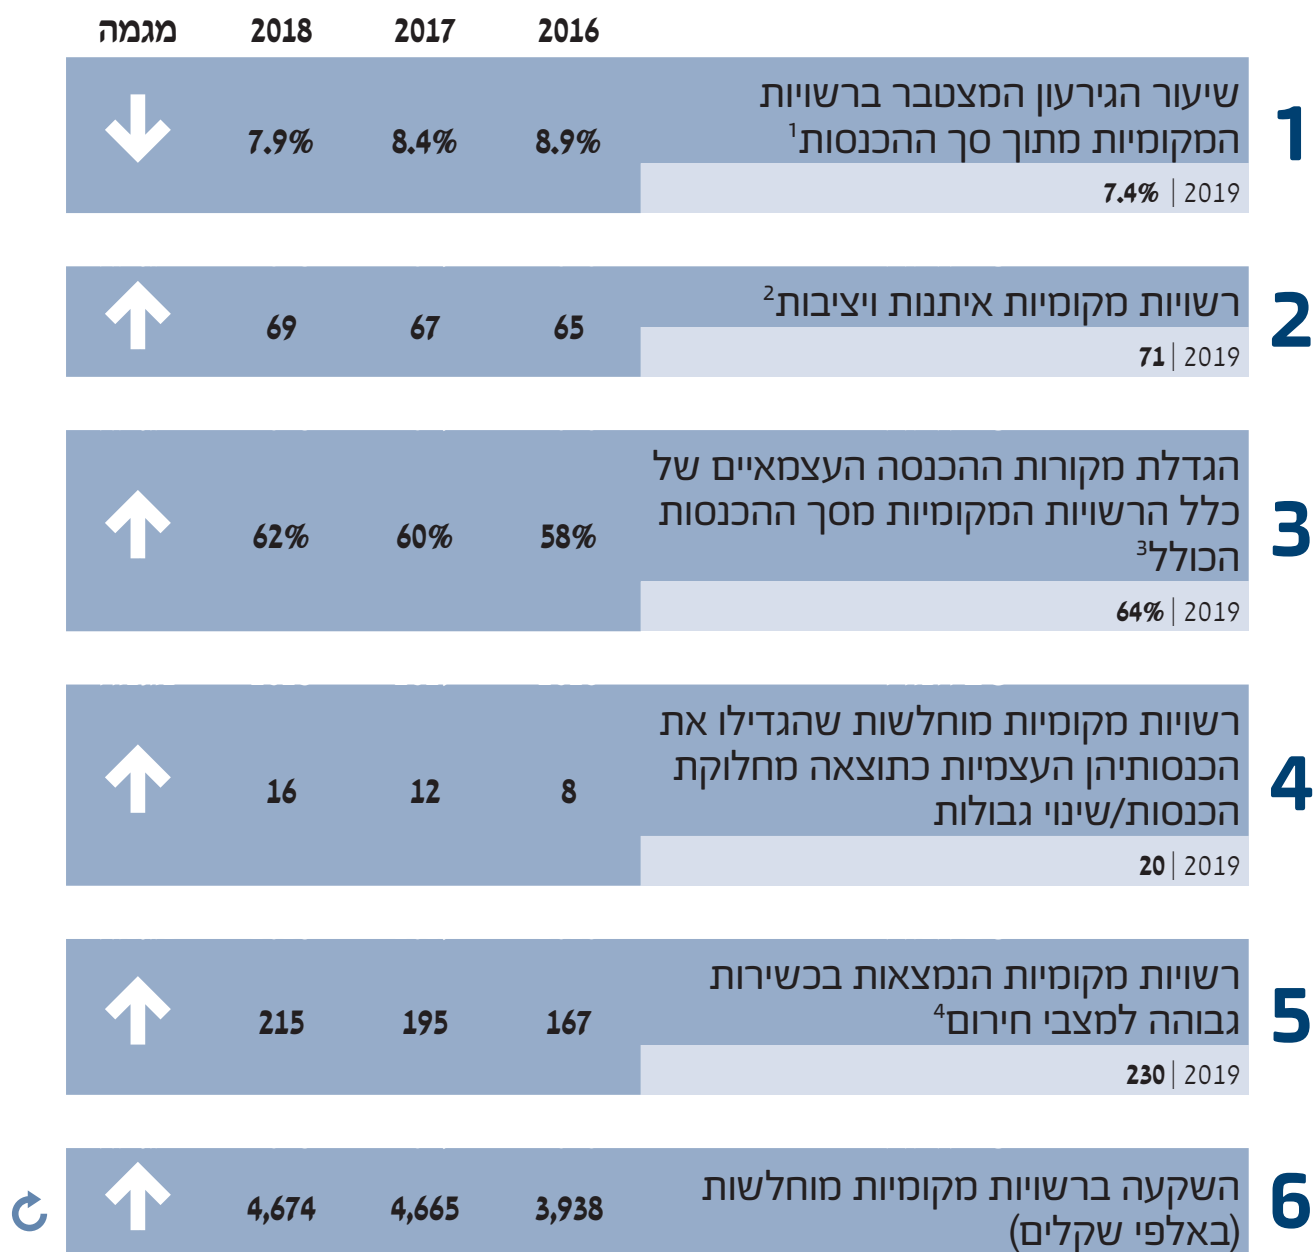 2016 2017 2018 מגמה
1
שיעור הגירעון המצטבר ברשויות
המקומיות מתוך סך ההכנסות¹
8.9% 8.4% 7.9%
2019 | 7.4%
2
רשויות מקומיות איתנות ויציבות²
65 67 69
2019 | 71
3
הגדלת מקורות ההכנסה העצמאיים של
כלל הרשויות המקומיות מסך ההכנסות
הכולל³
58% 60% 62%
2019 | 64%
4
רשויות מקומיות מוחלשות שהגדילו את
הכנסותיהן העצמיות כתוצאה מחלוקת
הכנסות/שינוי גבולות
8 12 16
2019 | 20
5
רשויות מקומיות הנמצאות בכשירות
גבוהה למצבי חירום⁴
167 195 215
2019 | 230
6
השקעה ברשויות מקומיות מוחלשות
(באלפי שקלים)
3,938 4,665 4,674